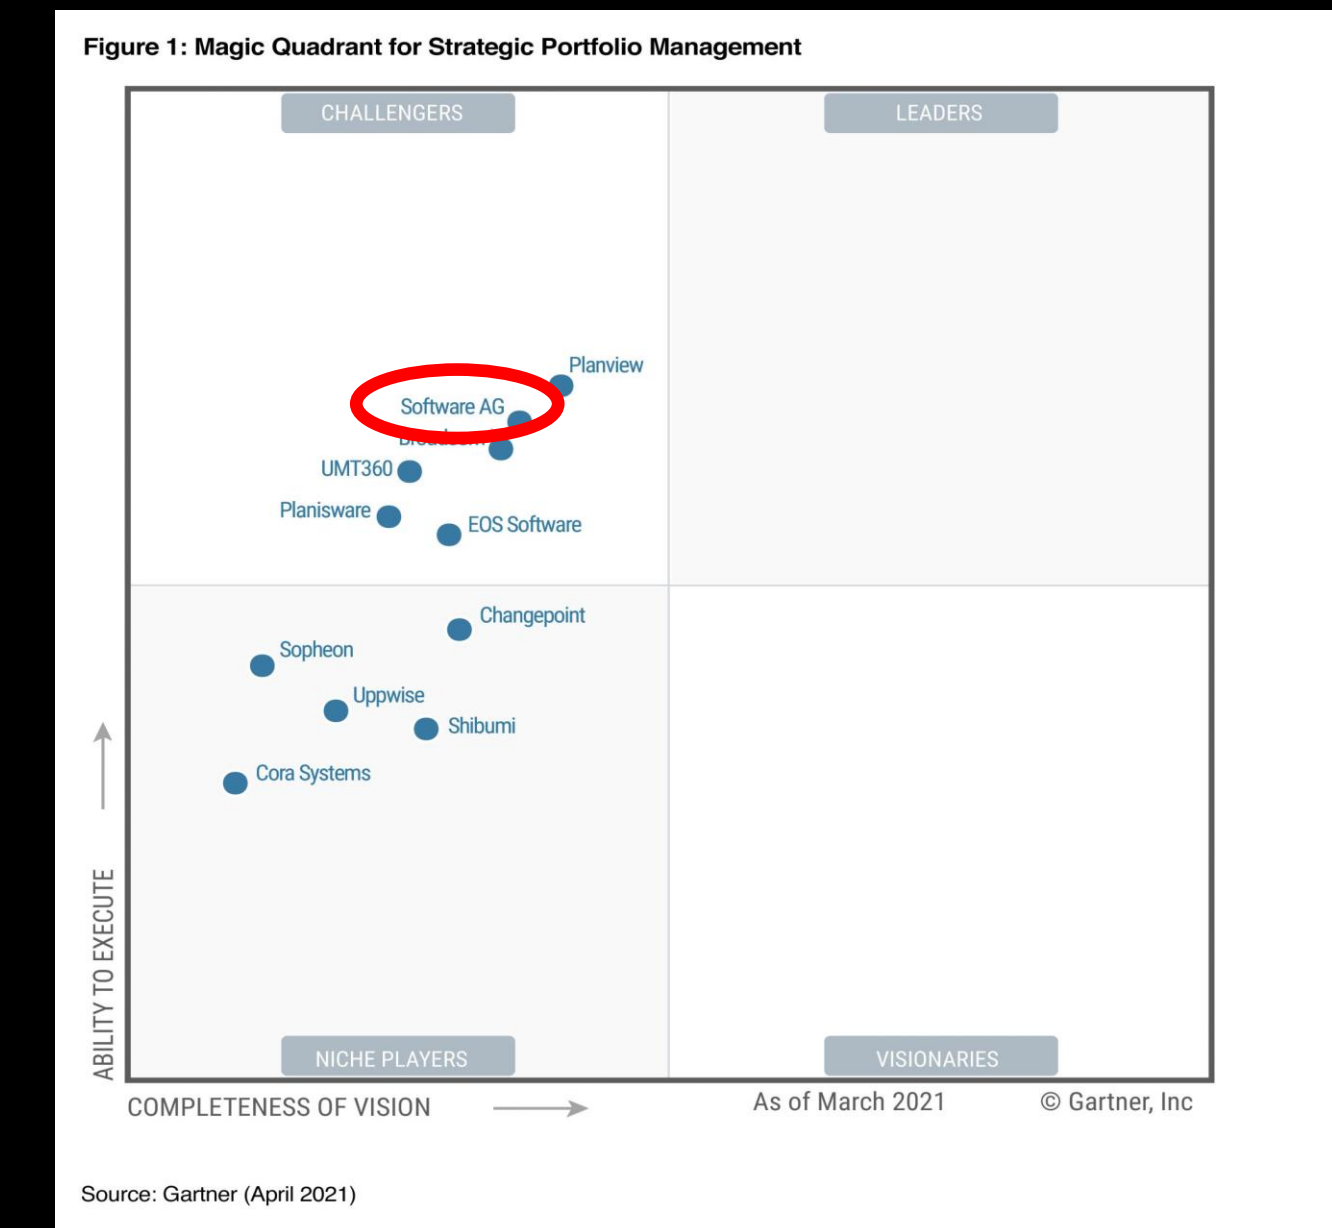 Figure 1: Magic Quadrant for Strategic Portfolio Management
CHALLENGERS
LEADERS
Planview
Software AG
UMT360
Planisware
EOS Software
Changepoint
Sopheon
Uppwise
Shibumi
Cora Systems
ABILITY TO EXECUTE
NICHE PLAYERS
VISIONARIES
COMPLETENESS OF VISION
As of March 2021
© Gartner, Inc
Source: Gartner (April 2021)